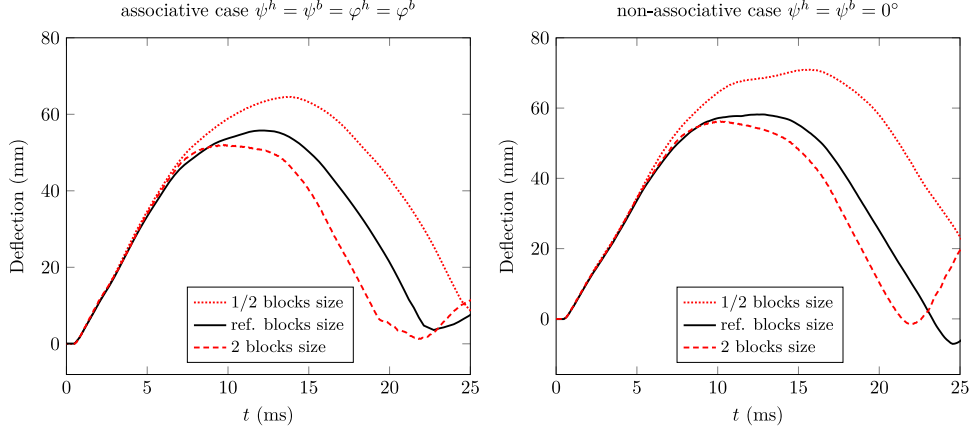 associative case ψ^h = ψ^b = φ^h = φ^b
80
60
40
20
0
Deflection (mm)
1/2 blocks size
ref. blocks size
2 blocks size
0 5 10 15 20 25
t (ms)
non-associative case ψ^h = ψ^b = 0°
80
60
40
20
0
Deflection (mm)
1/2 blocks size
ref. blocks size
2 blocks size
0 5 10 15 20 25
t (ms)